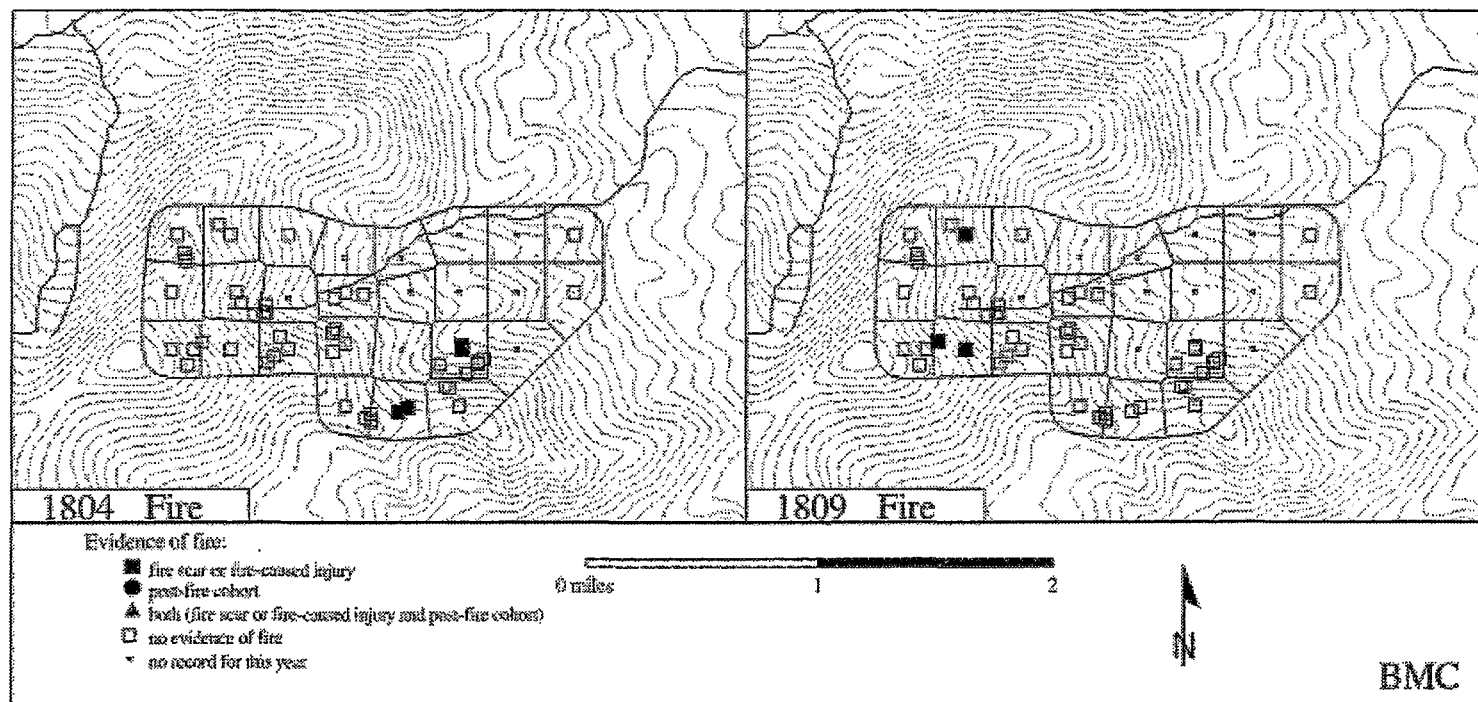 1804 Fire
1809 Fire
Evidence of fire:
fire scar or fire-caused injury
post-fire cohort
both (fire scar or fire-caused injury and post-fire cohort)
no evidence of fire
no record for this year
0 miles 1 2
N
BMC